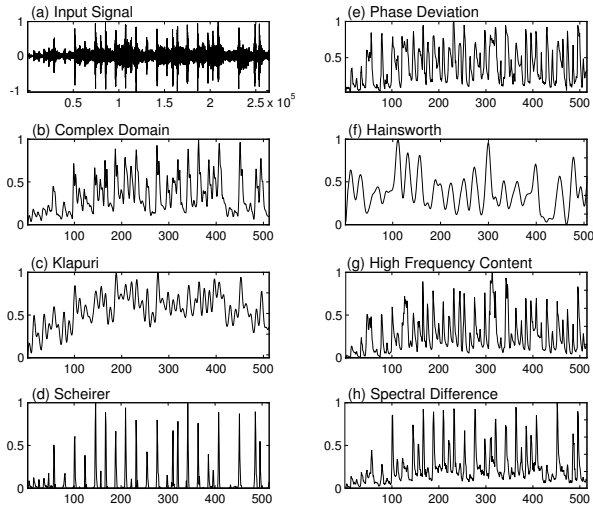 (a) Input Signal
1
0
-1
0.5 1 1.5 2 2.5 x 10^5
(b) Complex Domain
1
0.5
0
100 200 300 400 500
(c) Klapuri
1
0.5
0
100 200 300 400 500
(d) Scheirer
1
0.5
0
100 200 300 400 500
(e) Phase Deviation
1
0.5
100 200 300 400 500
(f) Hainsworth
1
0.5
0
100 200 300 400 500
(g) High Frequency Content
1
0.5
0
100 200 300 400 500
(h) Spectral Difference
1
0.5
0
100 200 300 400 500